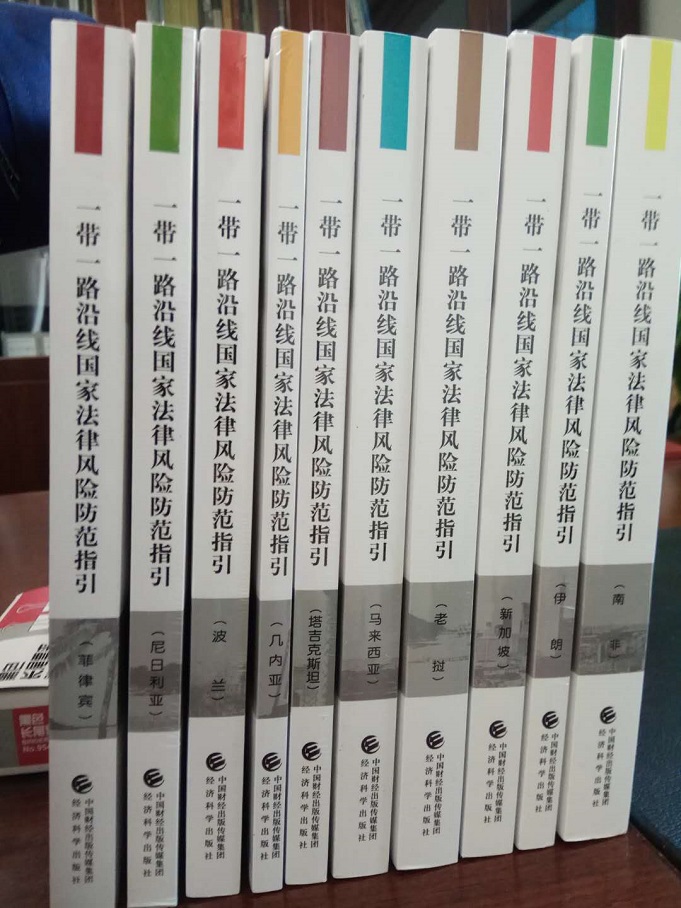 一带一路沿线国家法律风险防范指引
（菲律宾）
中国财经出版传媒集团
经济科学出版社
一带一路沿线国家法律风险防范指引
（尼日利亚）
中国财经出版传媒集团
经济科学出版社
一带一路沿线国家法律风险防范指引
（波兰）
中国财经出版传媒集团
经济科学出版社
一带一路沿线国家法律风险防范指引
（几内亚）
中国财经出版传媒集团
经济科学出版社
一带一路沿线国家法律风险防范指引
（塔吉克斯坦）
中国财经出版传媒集团
经济科学出版社
一带一路沿线国家法律风险防范指引
（马来西亚）
中国财经出版传媒集团
经济科学出版社
一带一路沿线国家法律风险防范指引
（老挝）
中国财经出版传媒集团
经济科学出版社
一带一路沿线国家法律风险防范指引
（新加坡）
中国财经出版传媒集团
经济科学出版社
一带一路沿线国家法律风险防范指引
（伊朗）
中国财经出版传媒集团
经济科学出版社
一带一路沿线国家法律风险防范指引
（南非）
中国财经出版传媒集团
经济科学出版社
长尾